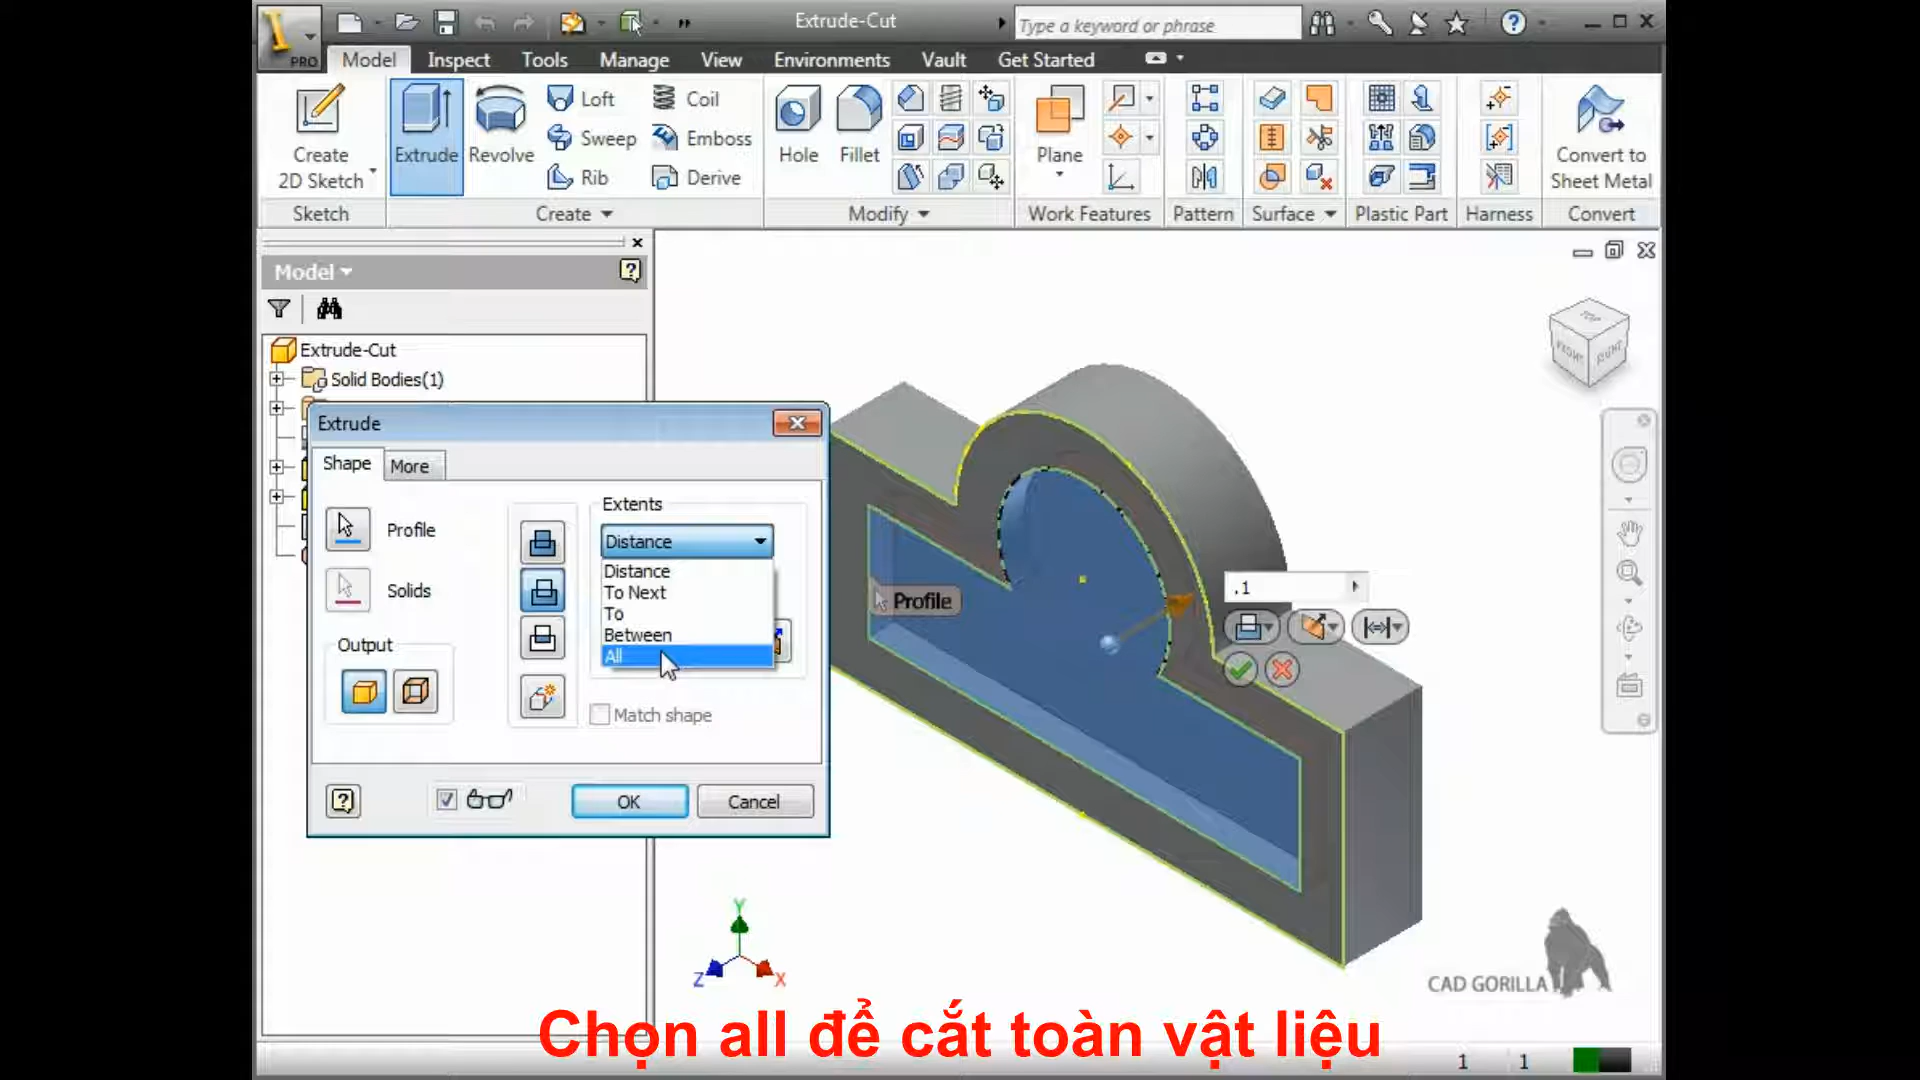 PRO
Extrude-Cut
Type a keyword or phrase
Model
Inspect
Tools
Manage
View
Environments
Vault
Get Started
Create
2D Sketch
Extrude
Revolve
Loft
Sweep
Rib
Coil
Emboss
Derive
Hole
Fillet
Plane
Convert to
Sheet Metal
Sketch
Create
Modify
Work Features
Pattern
Surface
Plastic Part
Harness
Convert
Model
Extrude-Cut
Solid Bodies(1)
Extrude
Shape
More
Profile
Solids
Output
Extents
Distance
Distance
To Next
To
Between
All
Match shape
OK
Cancel
Profile
.1
TOP
FRONT
RIGHT
Y
Z
X
CAD GORILLA
Chọn all để cắt toàn vật liệu
1
1